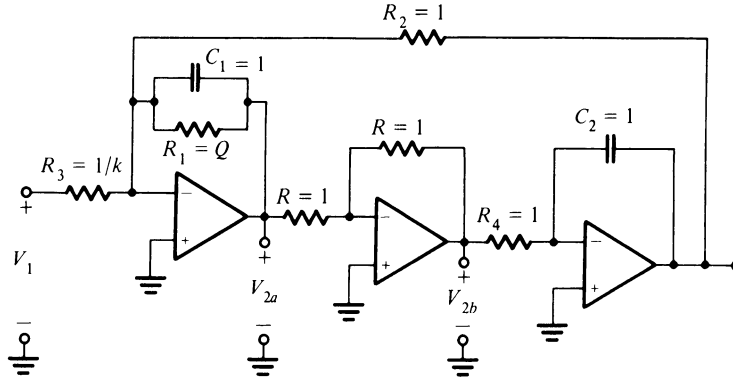 R₂ = 1
C₁ = 1
R₁ = Q
R = 1
C₂ = 1
R₃ = 1/k
R = 1
R₄ = 1
−
+
−
+
−
+
+
+
+
V₁
V₂ₐ
V₂b
−
−
−